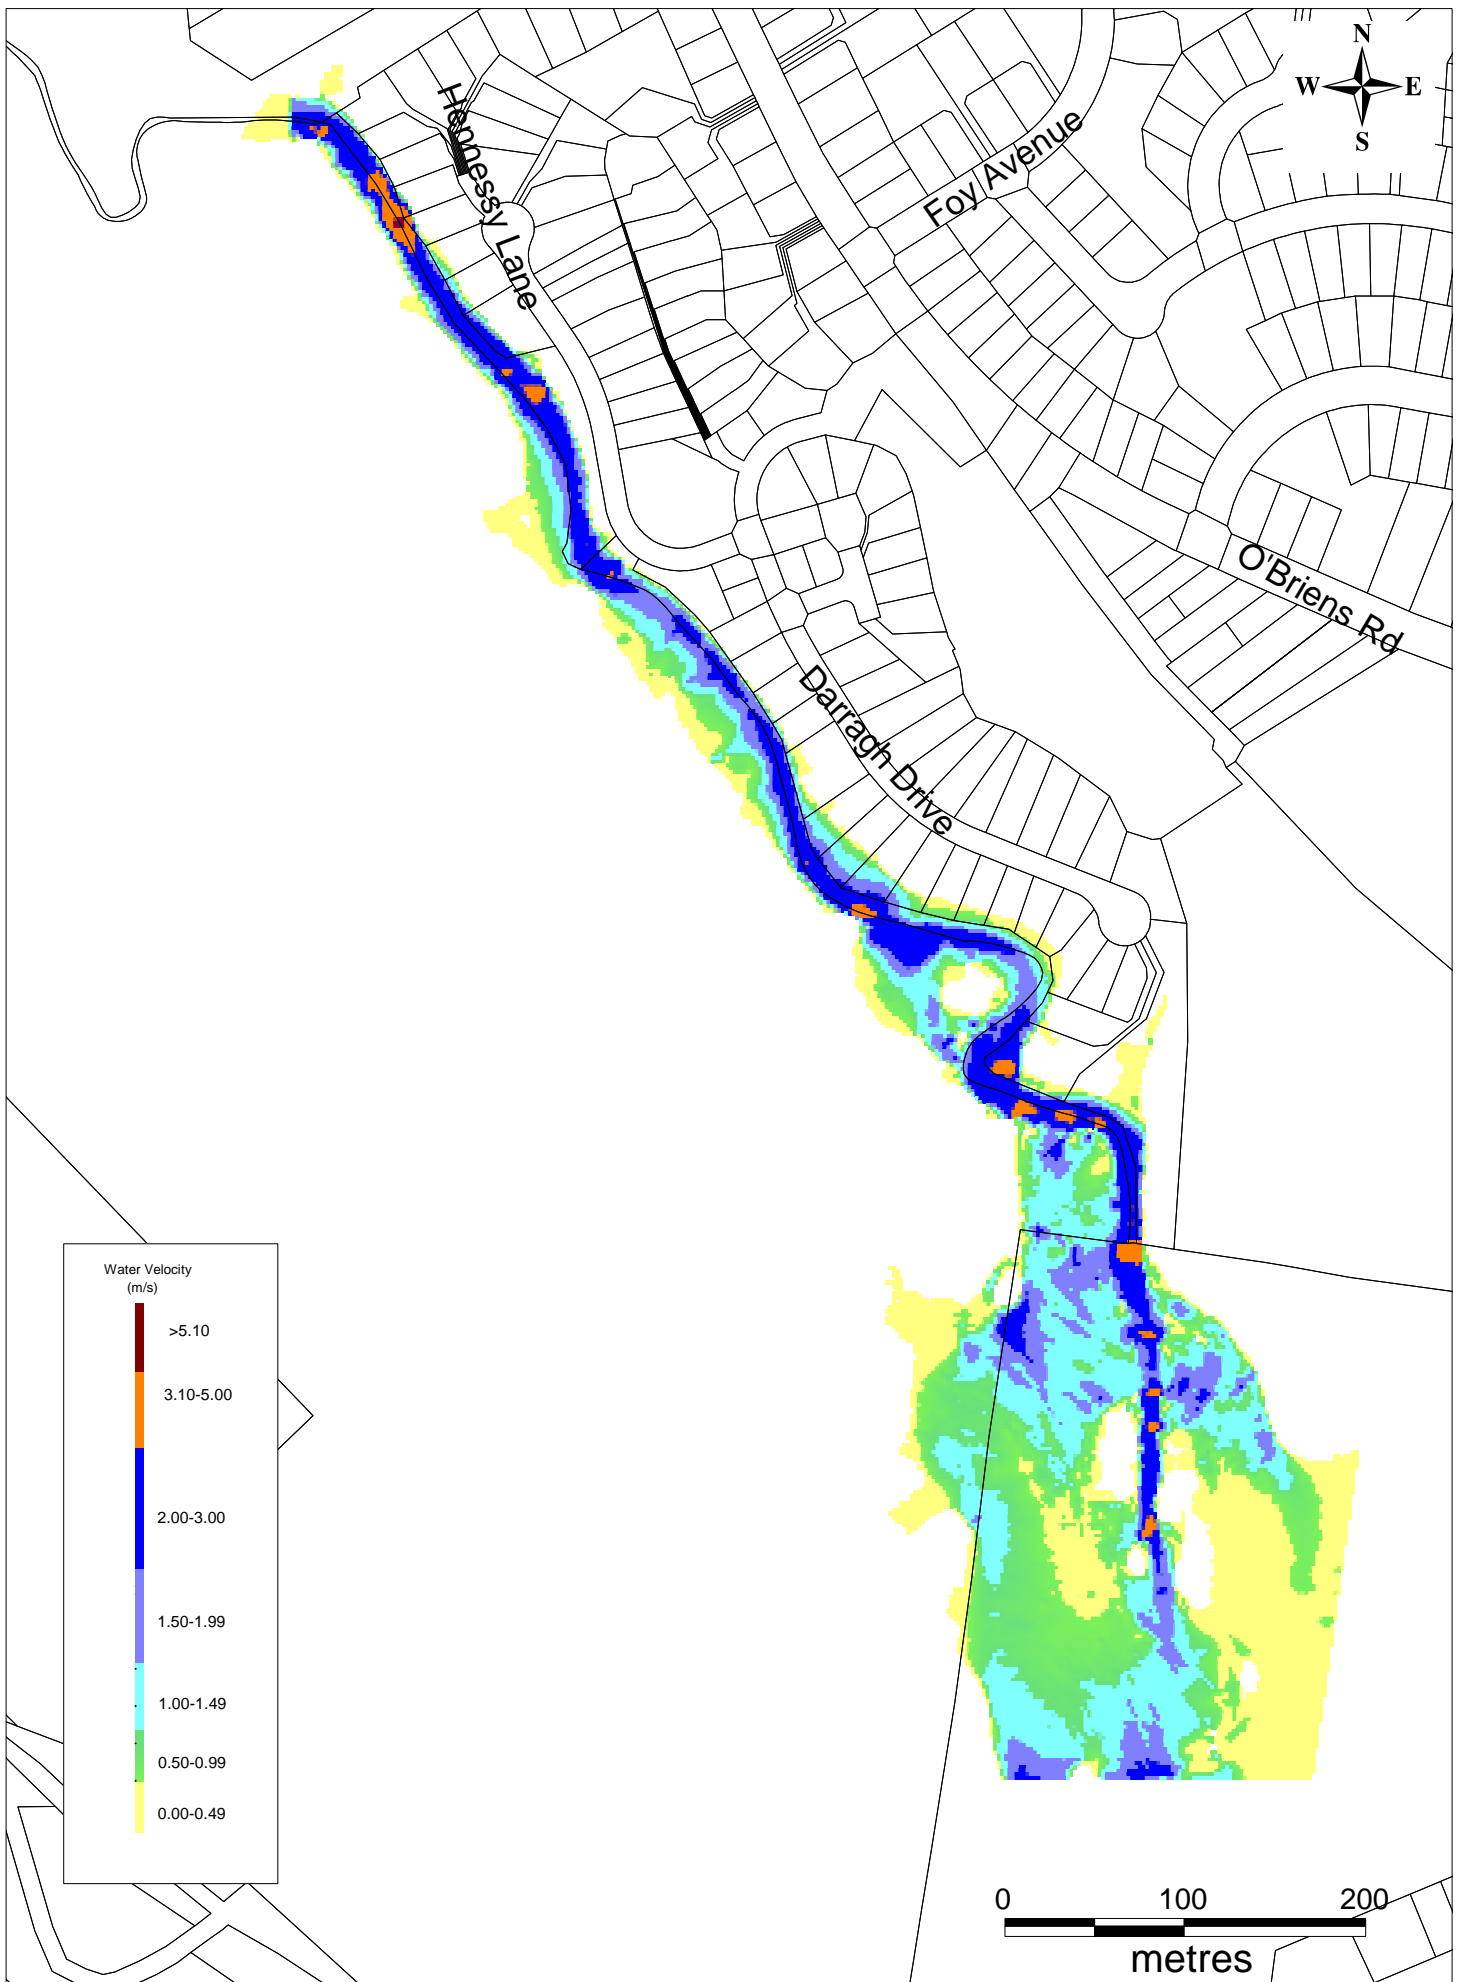 N
W E
S
Hennessy Lane
Foy Avenue
O'Briens Rd
Darragh Drive
Water Velocity
(m/s)
>5.10
3.10-5.00
2.00-3.00
1.50-1.99
1.00-1.49
0.50-0.99
0.00-0.49
0 100 200
metres